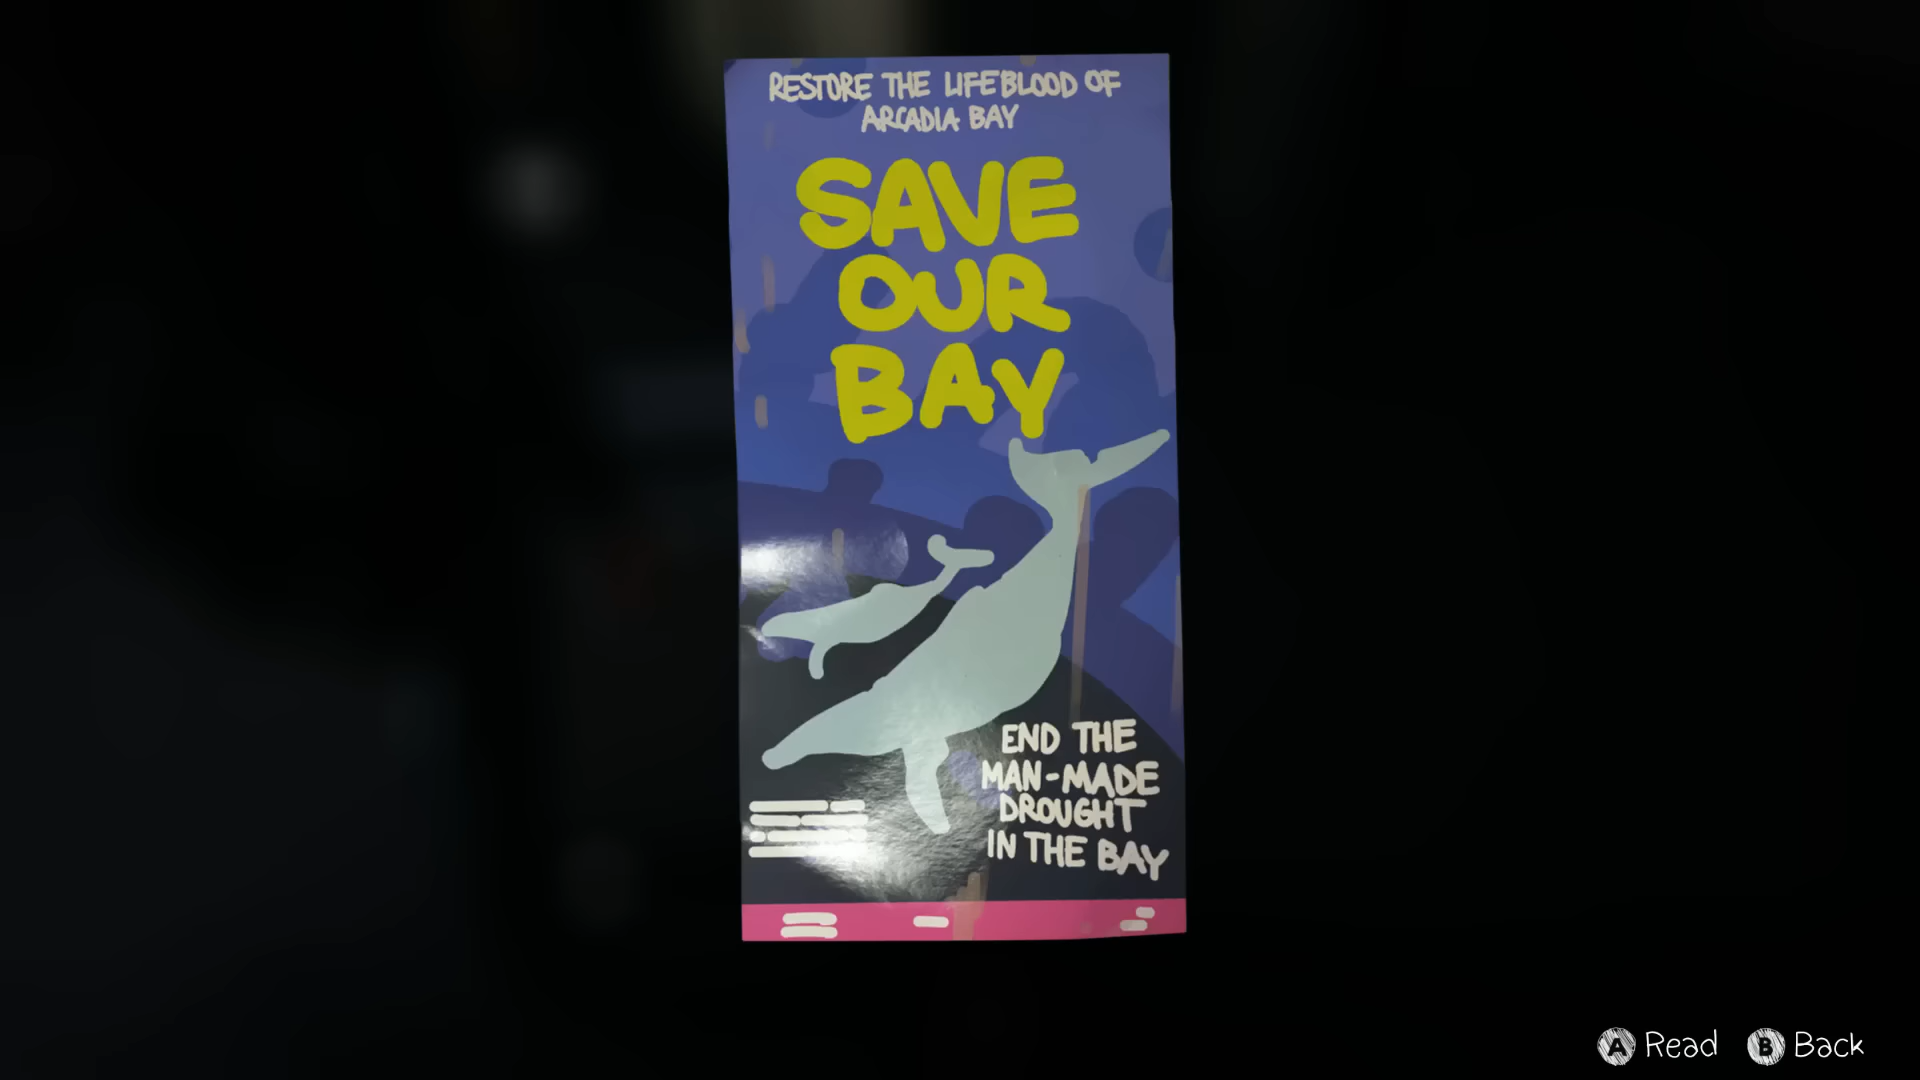 RESTORE THE LIFEBLOOD OF
ARCADIA BAY
SAVE
OUR
BAY
END THE
MAN-MADE
DROUGHT
IN THE BAY
A Read B Back